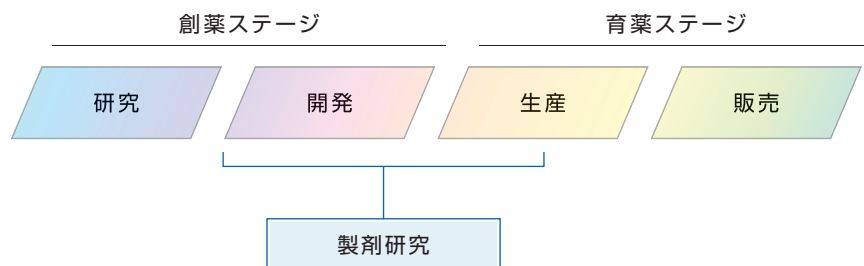 創薬ステージ
育薬ステージ
研究
開発
生産
販売
製剤研究